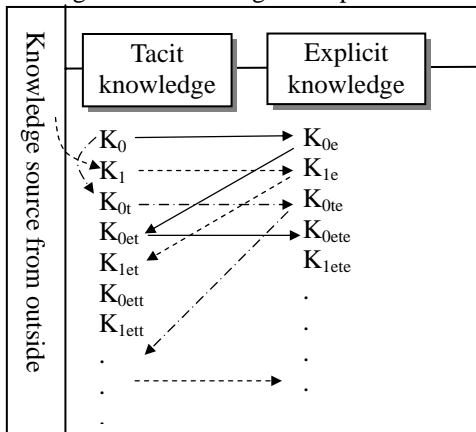 Knowledge source from outside
Tacit
knowledge
Explicit
knowledge
K0
K1
K0t
K0et
K1et
K0ett
K1ett
.
.
.
K0e
K1e
K0te
K0ete
K1ete
.
.
.
.